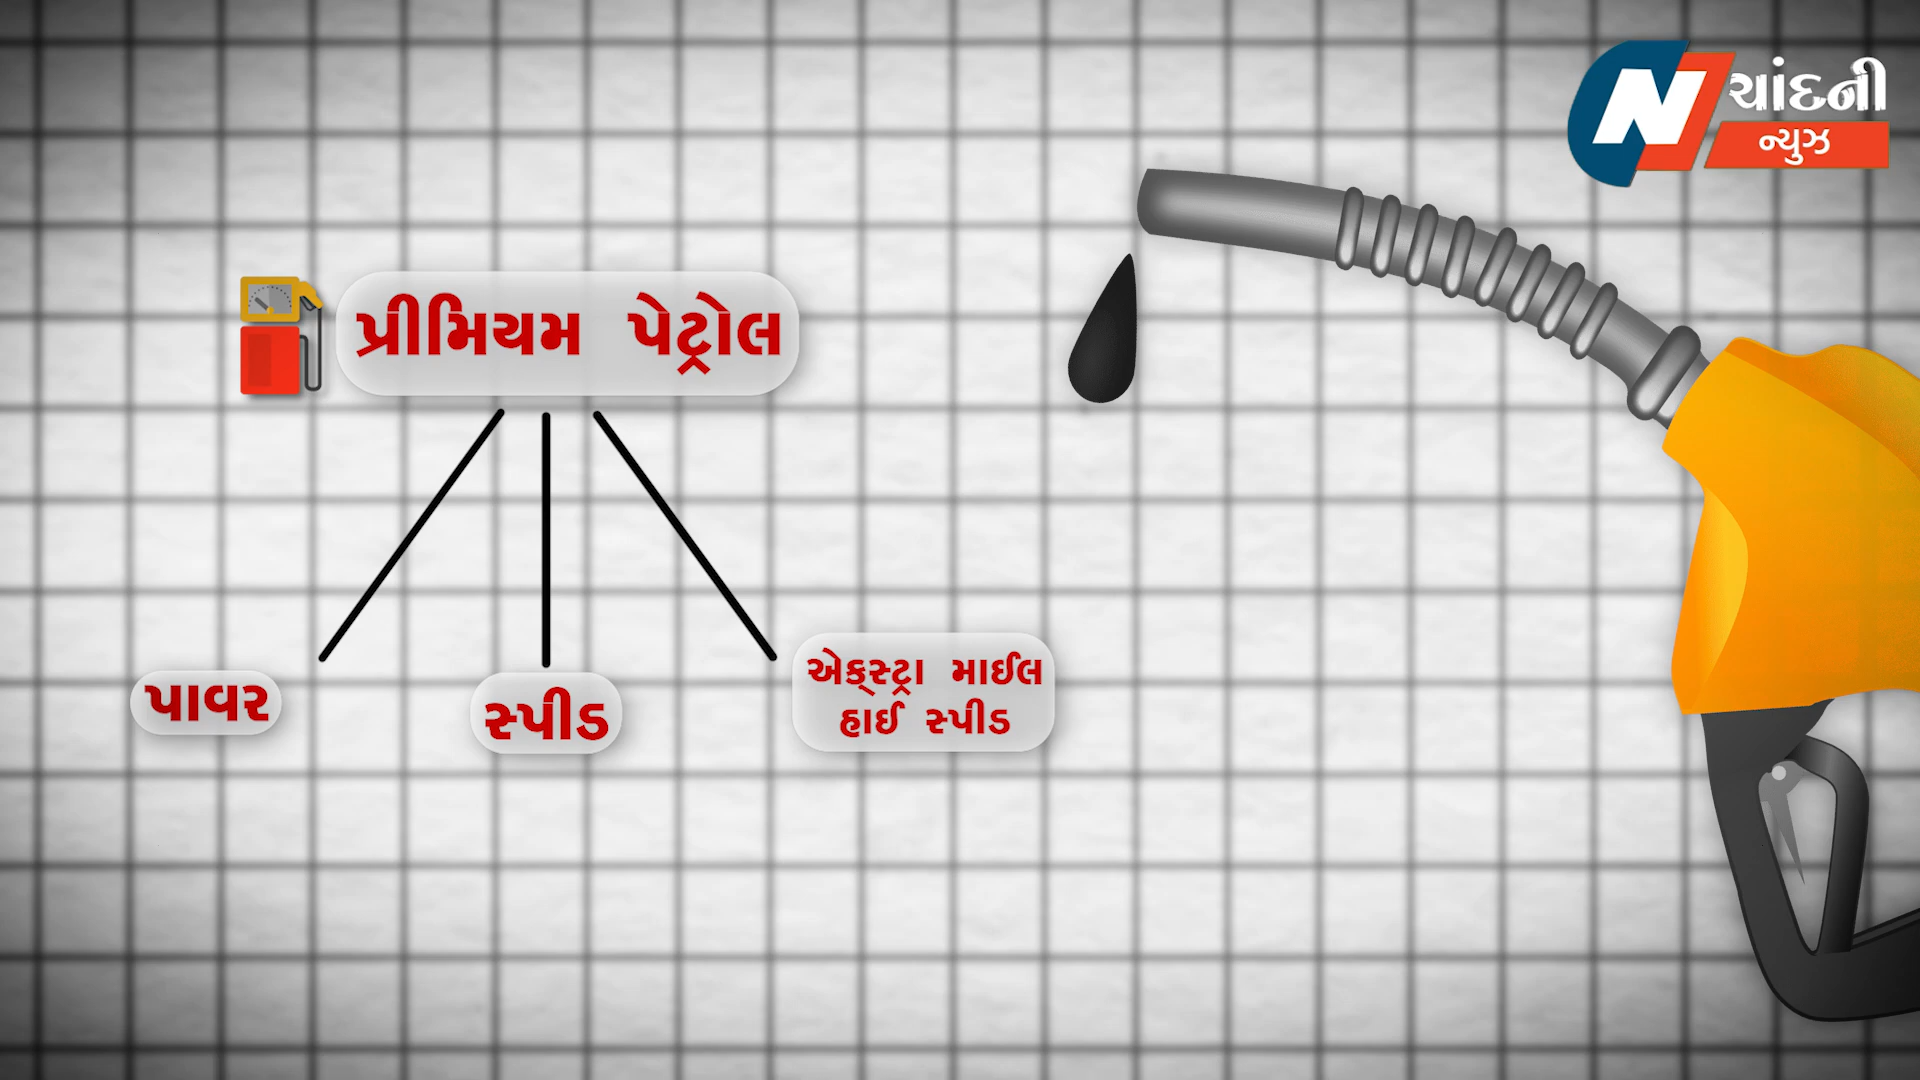 ચાંદની
ન્યુઝ
પ્રીમિયમ પેટ્રોલ
પાવર
સ્પીડ
એક્સ્ટ્રા માઈલ
હાઈ સ્પીડ